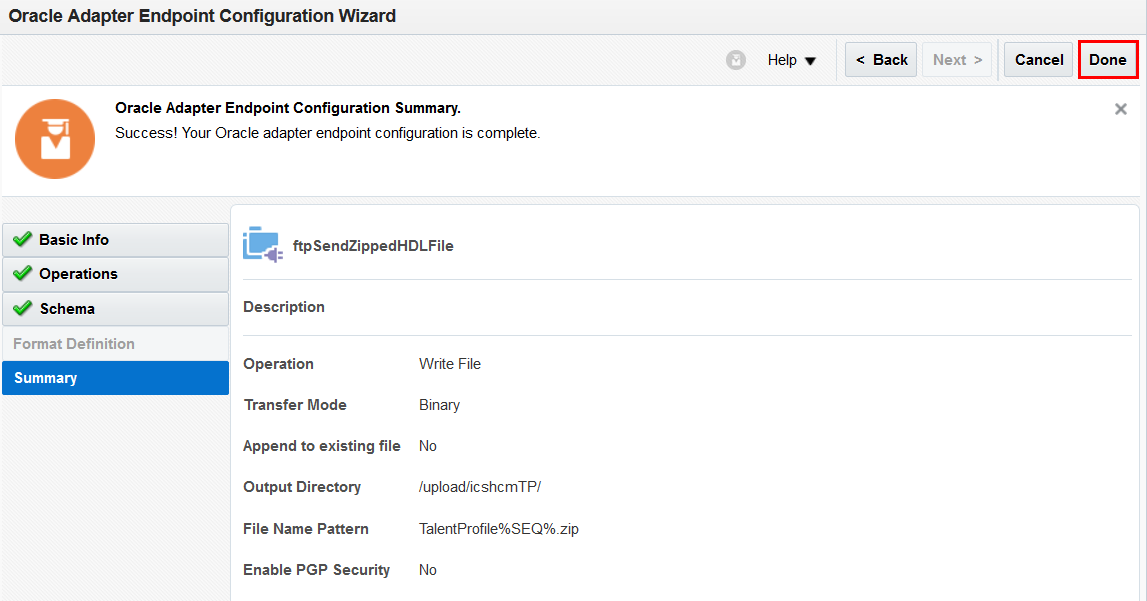 Oracle Adapter Endpoint Configuration Wizard
Help
< Back
Next >
Cancel
Done
Oracle Adapter Endpoint Configuration Summary.
Success! Your Oracle adapter endpoint configuration is complete.
Basic Info
Operations
Schema
Format Definition
Summary
ftpSendZippedHDLFile
Description
Operation Write File
Transfer Mode Binary
Append to existing file No
Output Directory /upload/icshcmTP/
File Name Pattern TalentProfile%SEQ%.zip
Enable PGP Security No